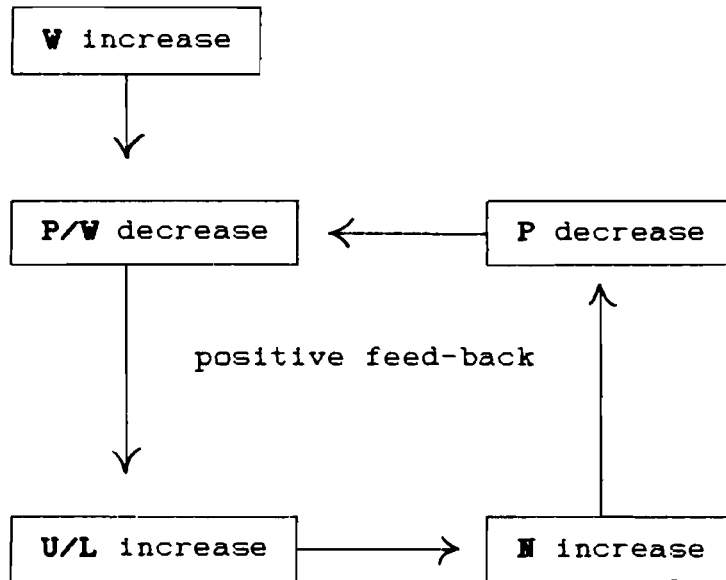 W increase
P/W decrease
P decrease
positive feed-back
U/L increase
N increase